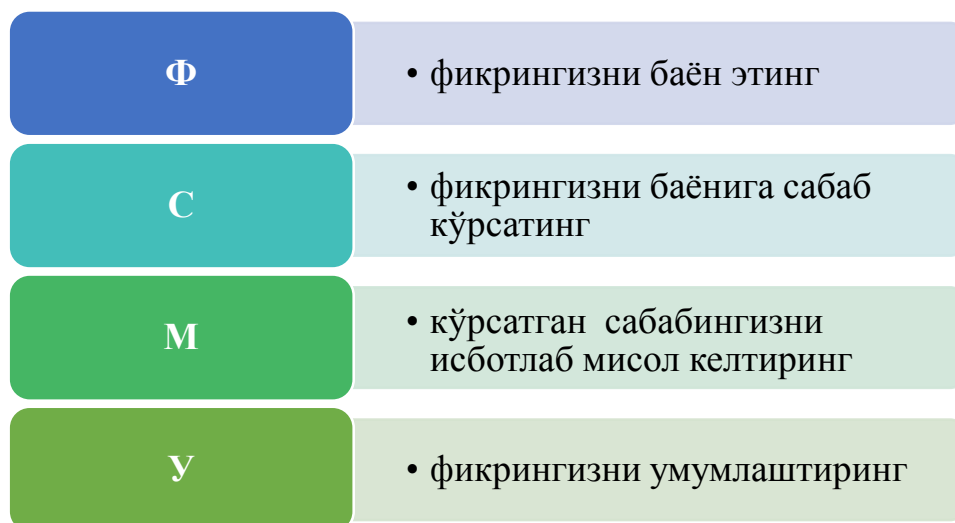 Ф
• фикрингизни баён этинг
С
• фикрингизни баёнига сабаб
кўрсатинг
М
• кўрсатган сабабингизни
исботлаб мисол келтиринг
У
• фикрингизни умумлаштиринг